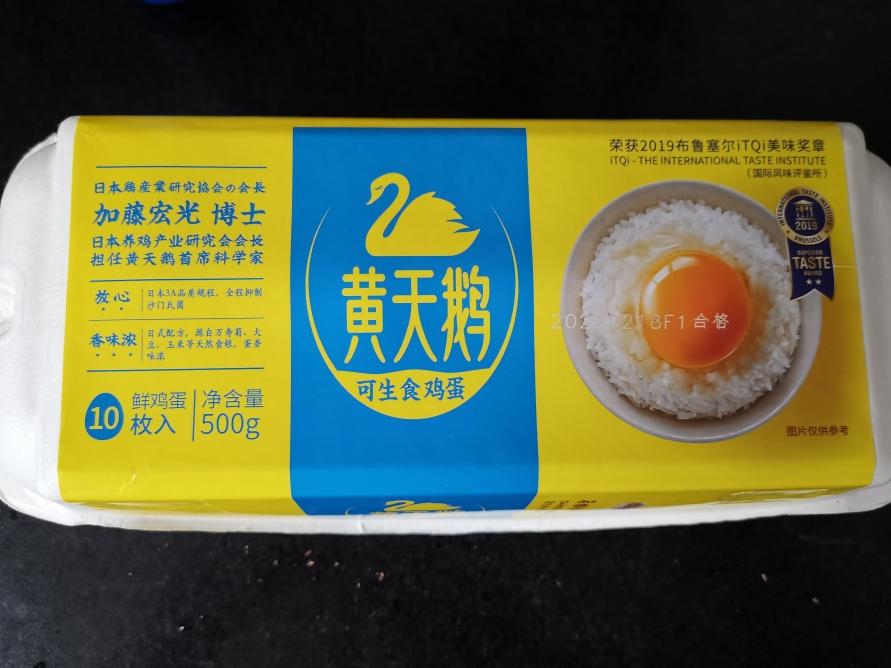 日本鶏産業研究協会の会長
加藤宏光 博士
日本养鸡产业研究会会长
担任黄天鹅首席科学家
放心
日本3A品质规程,全程抑制
沙门氏菌
香味浓
日式配方,源自万寿菊、大
豆、玉米等天然食粮,蛋香
味浓
10
鲜鸡蛋
枚入
净含量
500g
黄天鹅
可生食鸡蛋
荣获2019布鲁塞尔iTQi美味奖章
iTQi - THE INTERNATIONAL TASTE INSTITUTE
(国际风味评鉴所)
INTERNATIONAL TASTE INSTITUTE
2019
BRUSSELS
SUPERIOR
TASTE
AWARD
合格
图片仅供参考